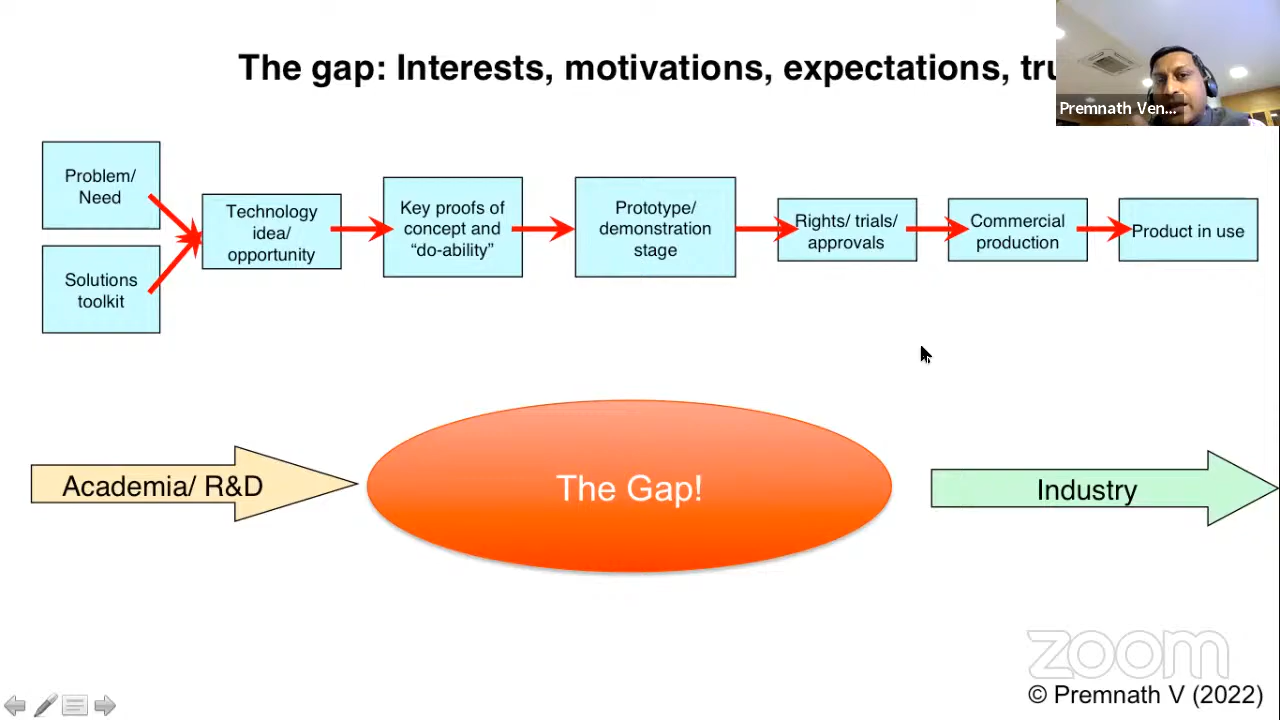 The gap: Interests, motivations, expectations,
Premnath Ven...
Problem/
Need
Solutions
toolkit
Technology
idea/
opportunity
Key proofs of
concept and
“do-ability”
Prototype/
demonstration
stage
Rights/ trials/
approvals
Commercial
production
Product in use
Academia/ R&D
The Gap!
Industry
zoom
© Premnath V (2022)